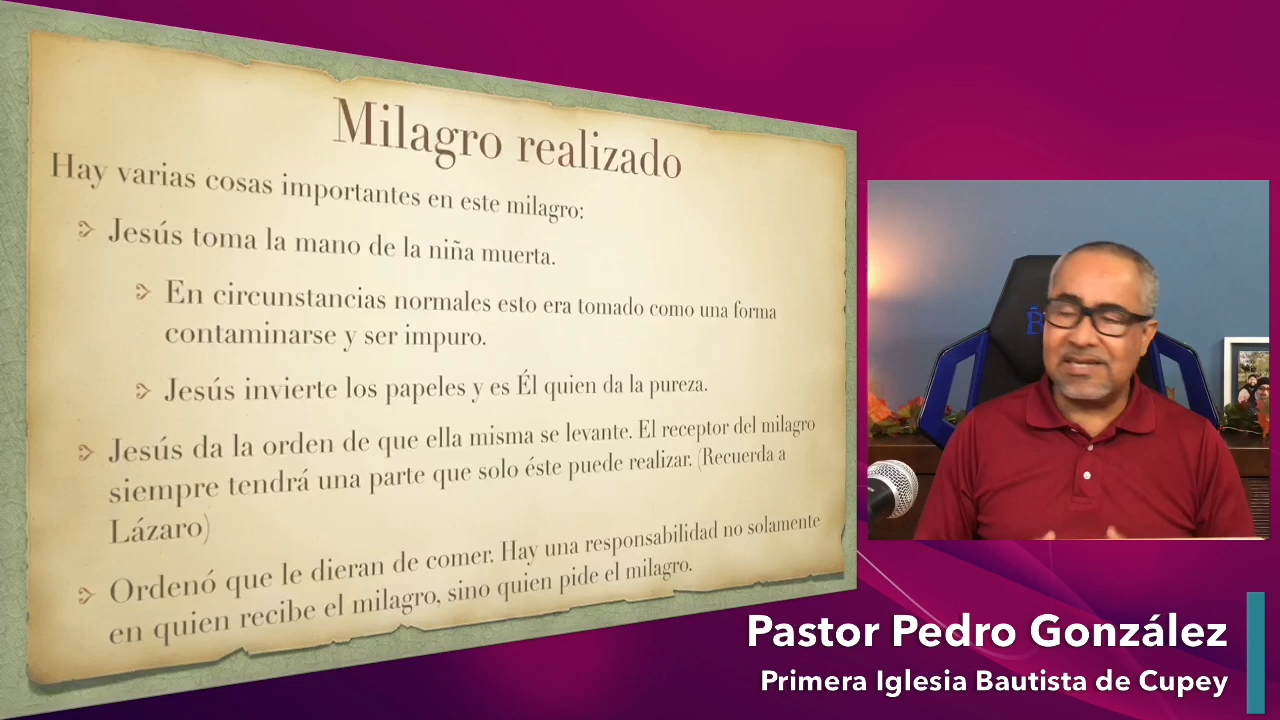 Milagro realizado
Hay varias cosas importantes en este milagro:
Jesús toma la mano de la niña muerta.
En circunstancias normales esto era tomado como una forma
contaminarse y ser impuro.
Jesús invierte los papeles y es Él quien da la pureza.
Jesús da la orden de que ella misma se levante. El receptor del milagro
siempre tendrá una parte que solo éste puede realizar. (Recuerda a
Lázaro)
Ordenó que le dieran de comer. Hay una responsabilidad no solamente
en quien recibe el milagro, sino quien pide el milagro.
Pastor Pedro González
Primera Iglesia Bautista de Cupey